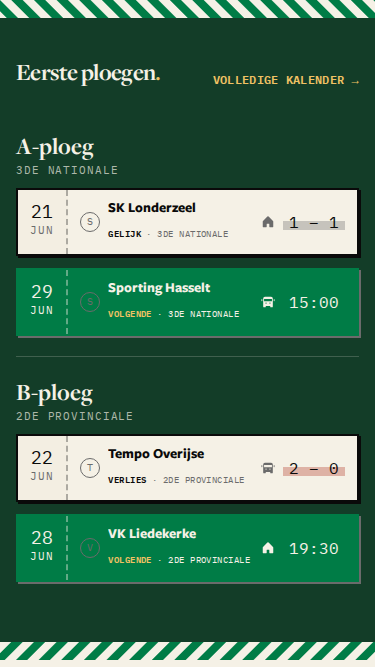 Eerste ploegen.
VOLLEDIGE KALENDER →
A-ploeg
3DE NATIONALE
21 JUN
S
SK Londerzeel
GELIJK · 3DE NATIONALE
1 – 1
29 JUN
S
Sporting Hasselt
VOLGENDE · 3DE NATIONALE
15:00
B-ploeg
2DE PROVINCIALE
22 JUN
T
Tempo Overijse
VERLIES · 2DE PROVINCIALE
2 – 0
28 JUN
V
VK Liedekerke
VOLGENDE · 2DE PROVINCIALE
19:30